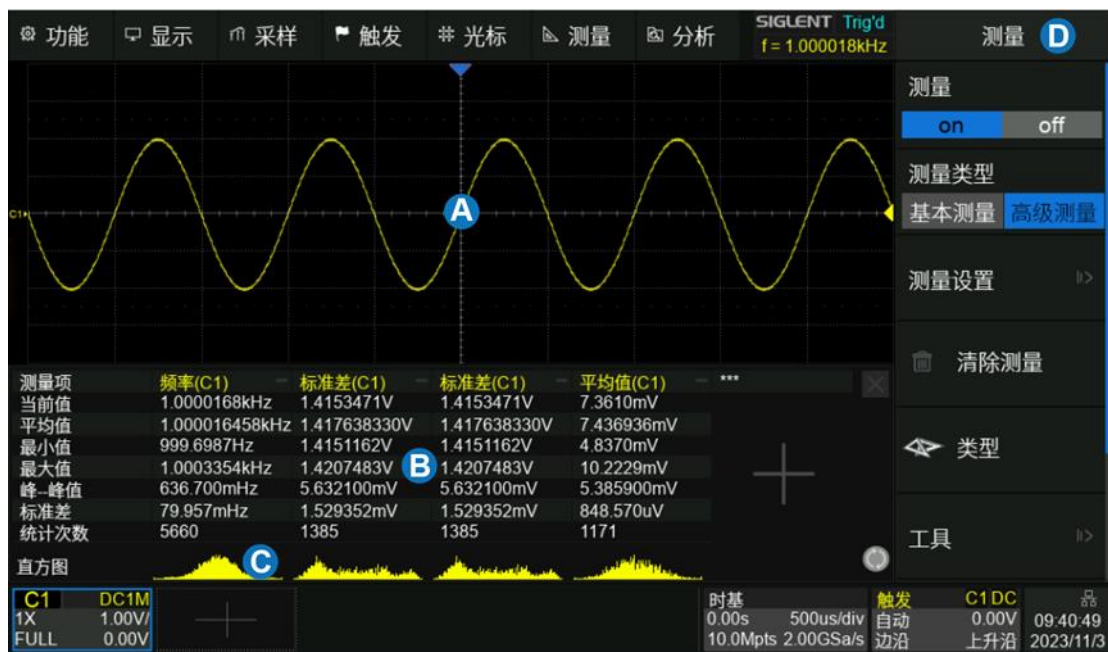 功能 显示 采样 触发 光标 测量 分析 SIGLENT Trig'd
f = 1.000018kHz
测量 D
测量
on off
测量类型
基本测量 高级测量
测量设置
清除测量
类型
工具
A
C1
测量项 频率(C1) 标准差(C1) 标准差(C1) 平均值(C1) ***
当前值 1.0000168kHz 1.4153471V 1.4153471V 7.3610mV
平均值 1.000016458kHz 1.417638330V 1.417638330V 7.436936mV
最小值 999.6987Hz 1.4151162V 1.4151162V 4.8370mV
最大值 1.0003354kHz 1.4207483V B 1.4207483V 10.2229mV
峰--峰值 636.700mHz 5.632100mV 5.632100mV 5.385900mV
标准差 79.957mHz 1.529352mV 1.529352mV 848.570uV
统计次数 5660 1385 1385 1171
直方图 C
C1 DC1M
1X 1.00V/
FULL 0.00V
时基
0.00s 500us/div
10.0Mpts 2.00GSa/s
触发 C1 DC
自动 0.00V
边沿 上升沿
09:40:49
2023/11/3